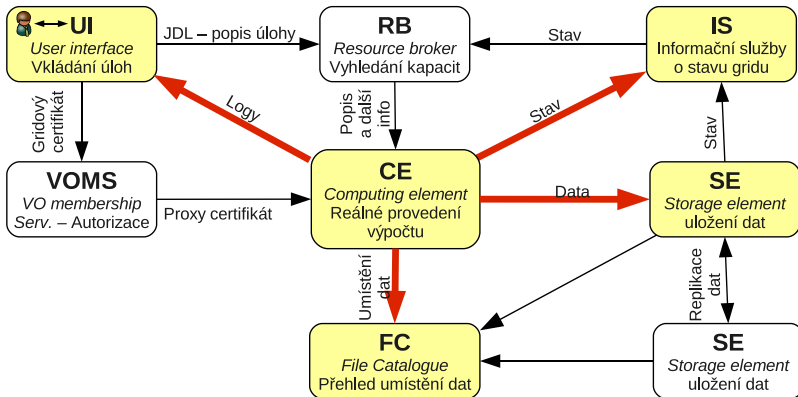 UI
User interface
Vkládání úloh
JDL – popis úlohy
RB
Resource broker
Vyhledání kapacit
Stav
IS
Informační služby
o stavu gridu
Gridový
certifikát
Logy
Popis
a další
info
Stav
Stav
VOMS
VO membership
Serv. – Autorizace
Proxy certifikát
CE
Computing element
Reálné provedení
výpočtu
Data
SE
Storage element
uložení dat
Umístění
dat
Replikace
dat
FC
File Catalogue
Přehled umístění dat
SE
Storage element
uložení dat